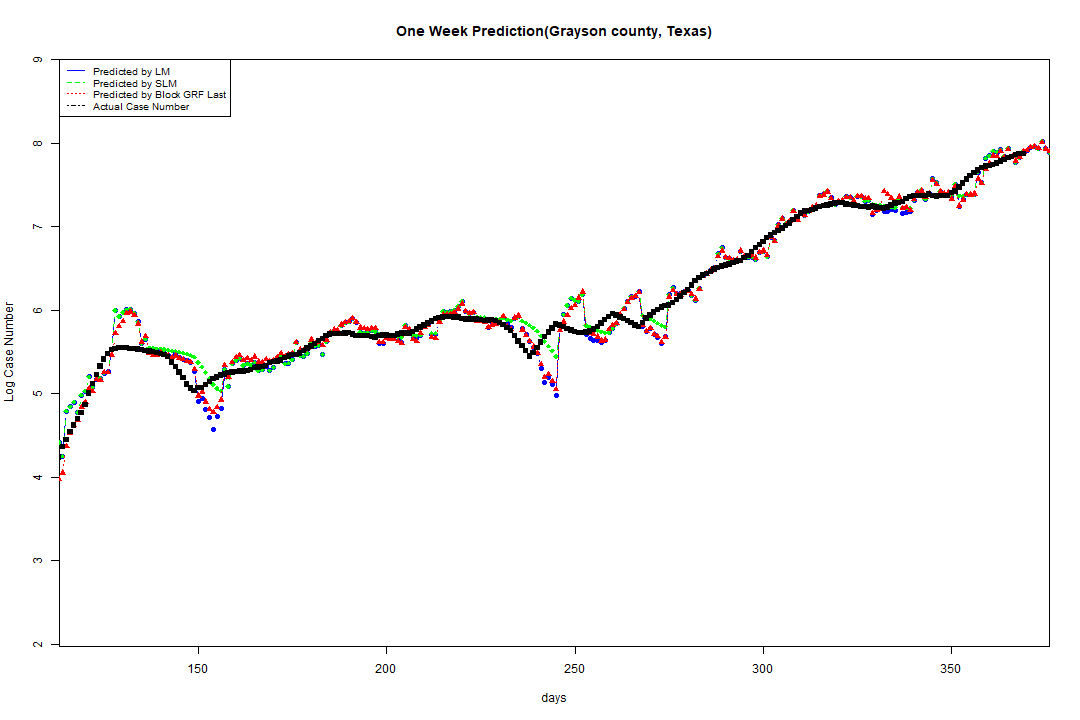 One Week Prediction(Grayson county, Texas)
Predicted by LM
Predicted by SLM
Predicted by Block GRF Last
Actual Case Number
9
8
7
6
5
4
3
2
Log Case Number
150 200 250 300 350
days